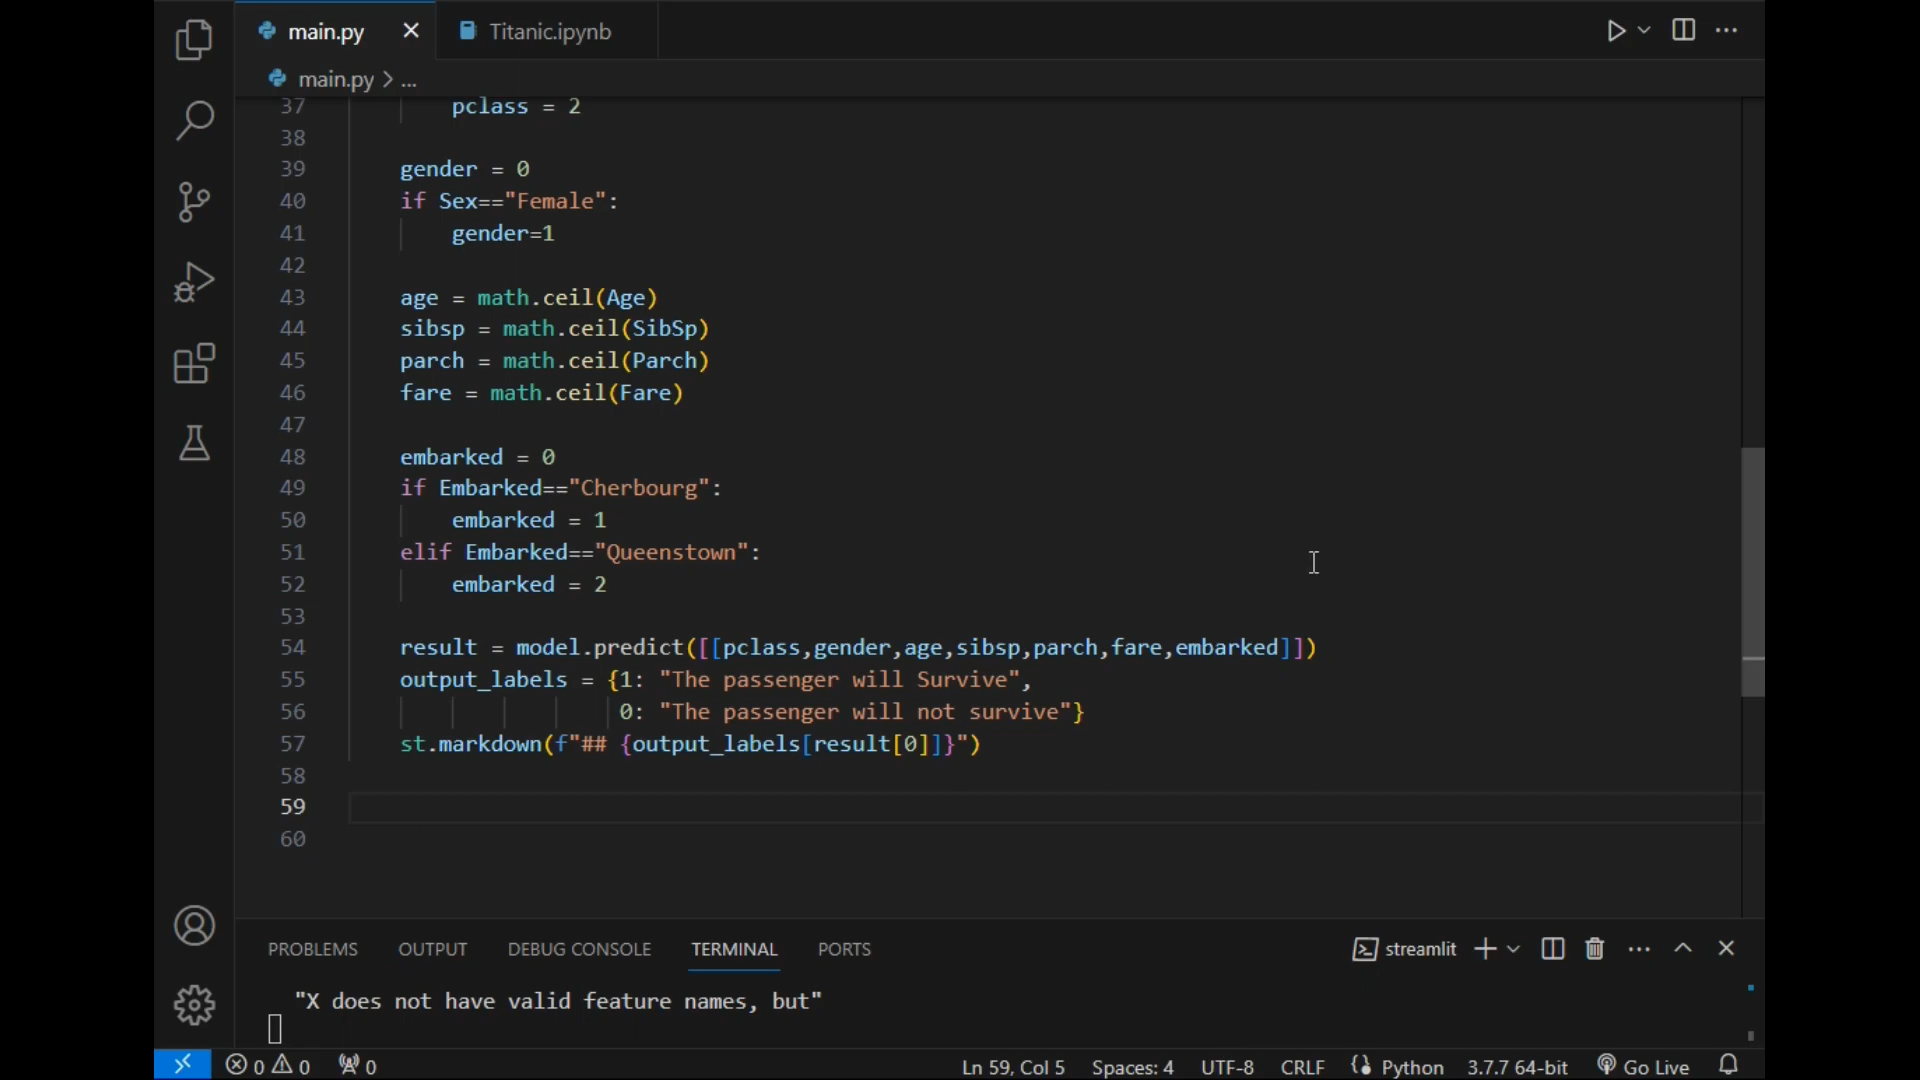 main.py
Titanic.ipynb
main.py > ...
37 pclass = 2
38
39 gender = 0
40 if Sex=="Female":
41 gender=1
42
43 age = math.ceil(Age)
44 sibsp = math.ceil(SibSp)
45 parch = math.ceil(Parch)
46 fare = math.ceil(Fare)
47
48 embarked = 0
49 if Embarked=="Cherbourg":
50 embarked = 1
51 elif Embarked=="Queenstown":
52 embarked = 2
53
54 result = model.predict([[pclass,gender,age,sibsp,parch,fare,embarked]])
55 output_labels = {1: "The passenger will Survive",
56 0: "The passenger will not survive"}
57 st.markdown(f"## {output_labels[result[0]]}")
58
59
60
PROBLEMS OUTPUT DEBUG CONSOLE TERMINAL PORTS streamlit
"X does not have valid feature names, but"
0 0 0 Ln 59, Col 5 Spaces: 4 UTF-8 CRLF Python 3.7.7 64-bit Go Live